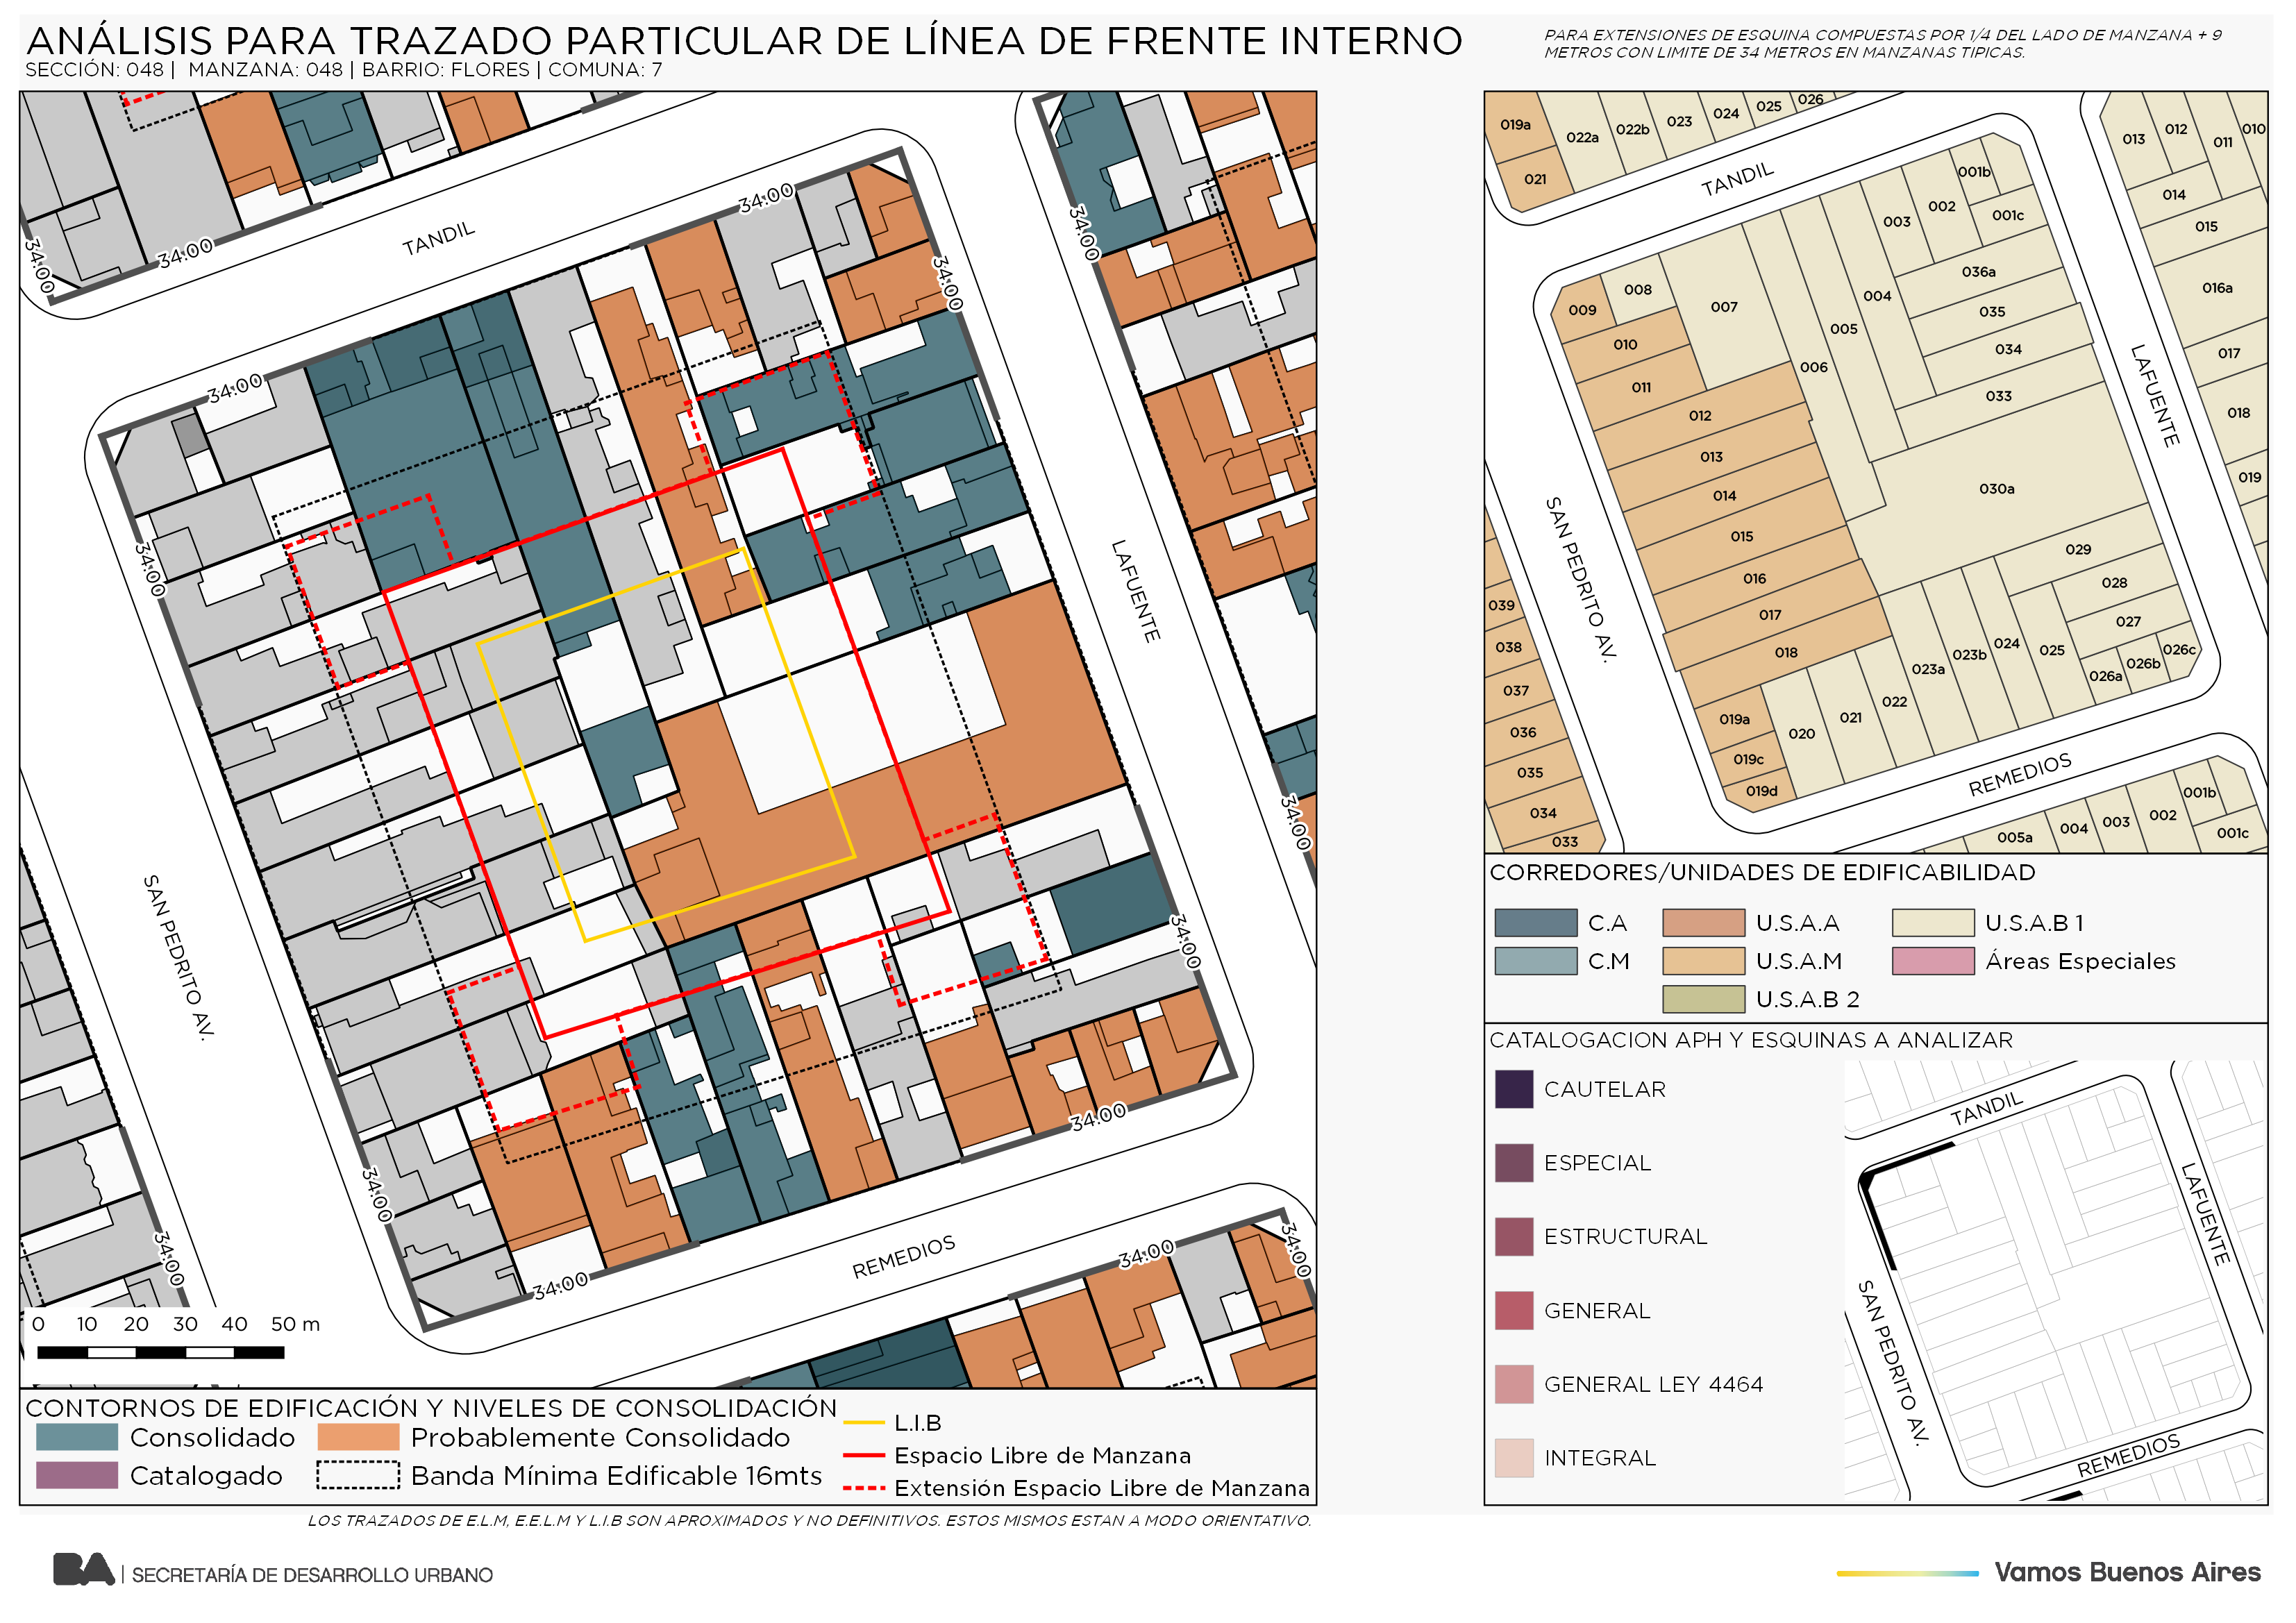 ANÁLISIS PARA TRAZADO PARTICULAR DE LÍNEA DE FRENTE INTERNO
SECCIÓN: 048 | MANZANA: 048 | BARRIO: FLORES | COMUNA: 7
PARA EXTENSIONES DE ESQUINA COMPUESTAS POR 1/4 DEL LADO DE MANZANA + 9
METROS CON LIMITE DE 34 METROS EN MANZANAS TIPICAS.
34:00
34:00
TANDIL
34:00
34:00
34:00
34:00
34:00
LAFUENTE
34:00
SAN PEDRITO AV.
34:00
34:00
34:00
34:00
34:00
REMEDIOS
34:00
34:00
0 10 20 30 40 50 m
CONTORNOS DE EDIFICACIÓN Y NIVELES DE CONSOLIDACIÓN
Consolidado
Probablemente Consolidado
Catalogado
Banda Mínima Edificable 16mts
L.I.B
Espacio Libre de Manzana
Extensión Espacio Libre de Manzana
LOS TRAZADOS DE E.L.M, E.E.L.M Y L.I.B SON APROXIMADOS Y NO DEFINITIVOS. ESTOS MISMOS ESTAN A MODO ORIENTATIVO.
019a
021
022a
022b
023
024
025
026
013
012
011
010
014
015
016a
017
018
019
TANDIL
001b
001c
002
003
004
005
006
007
008
009
010
011
012
013
014
015
016
017
018
019a
019c
019d
020
021
022
023a
023b
024
025
026a
026b
026c
027
028
029
030a
033
034
035
036a
LAFUENTE
SAN PEDRITO AV.
REMEDIOS
039
038
037
036
035
034
033
005a
004
003
002
001b
001c
CORREDORES/UNIDADES DE EDIFICABILIDAD
C.A
U.S.A.A
U.S.A.B 1
C.M
U.S.A.M
Áreas Especiales
U.S.A.B 2
CATALOGACION APH Y ESQUINAS A ANALIZAR
CAUTELAR
ESPECIAL
ESTRUCTURAL
GENERAL
GENERAL LEY 4464
INTEGRAL
TANDIL
LAFUENTE
SAN PEDRITO AV.
REMEDIOS
BA | SECRETARÍA DE DESARROLLO URBANO
Vamos Buenos Aires